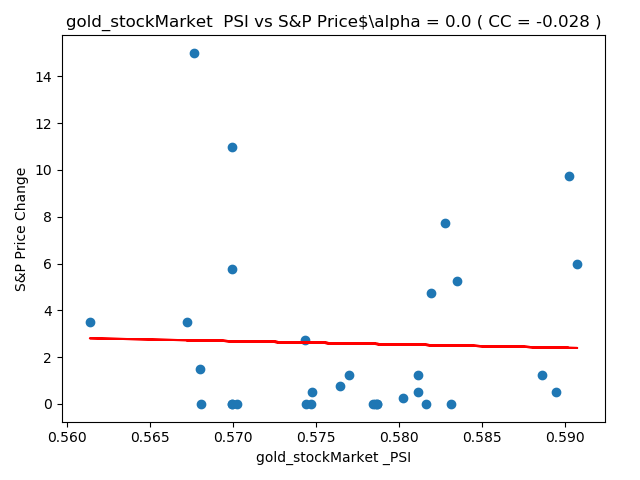 gold_stockMarket  PSI vs S&P Price$\alpha = 0.0 ( CC = -0.028 )
14
12
10
8
6
4
2
0
S&P Price Change
0.560 0.565 0.570 0.575 0.580 0.585 0.590
gold_stockMarket _PSI